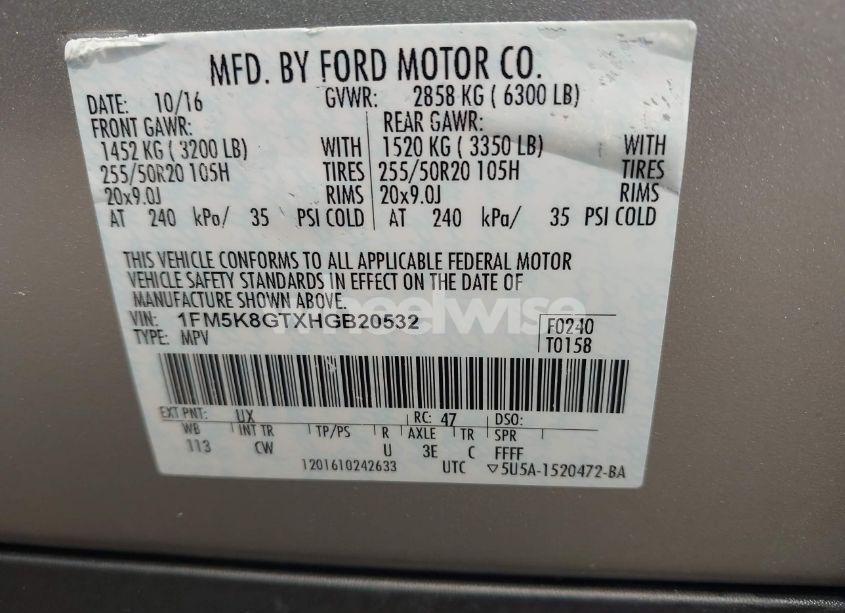 MFD. BY FORD MOTOR CO.
DATE: 10/16 GVWR: 2858 KG ( 6300 LB)
FRONT GAWR: REAR GAWR:
1452 KG ( 3200 LB) WITH 1520 KG ( 3350 LB) WITH
255/50R20 105H TIRES 255/50R20 105H TIRES
20x9.0J RIMS 20x9.0J RIMS
AT 240 kPa/ 35 PSI COLD AT 240 kPa/ 35 PSI COLD
THIS VEHICLE CONFORMS TO ALL APPLICABLE FEDERAL MOTOR
VEHICLE SAFETY STANDARDS IN EFFECT ON THE DATE OF
MANUFACTURE SHOWN ABOVE.
wheelwise
VIN: 1FM5K8GTXHGB20532 F0240
TYPE: MPV T0158
EXT PNT: UX RC: 47 DSO:
WB INT TR TP/PS R AXLE TR SPR
113 CW U 3E C FFFF
1201610242633 UTC ▽5U5A-1520472-BA